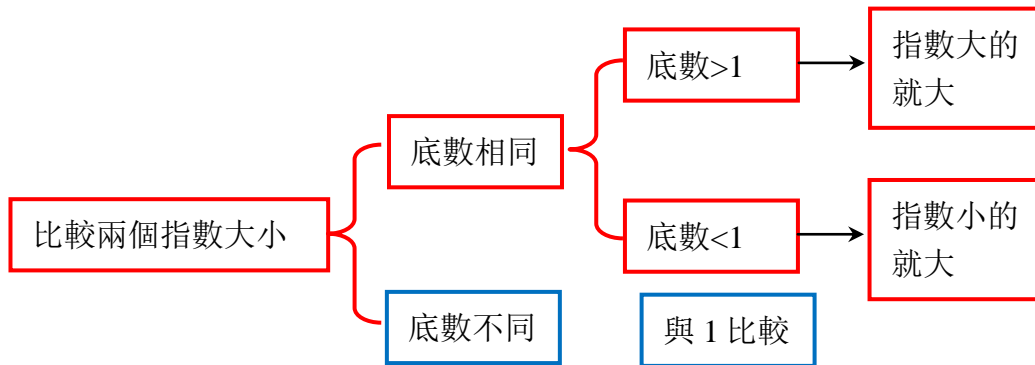 比較兩個指數大小
底數相同
底數>1
指數大的
就大
底數<1
指數小的
就大
底數不同
與 1 比較